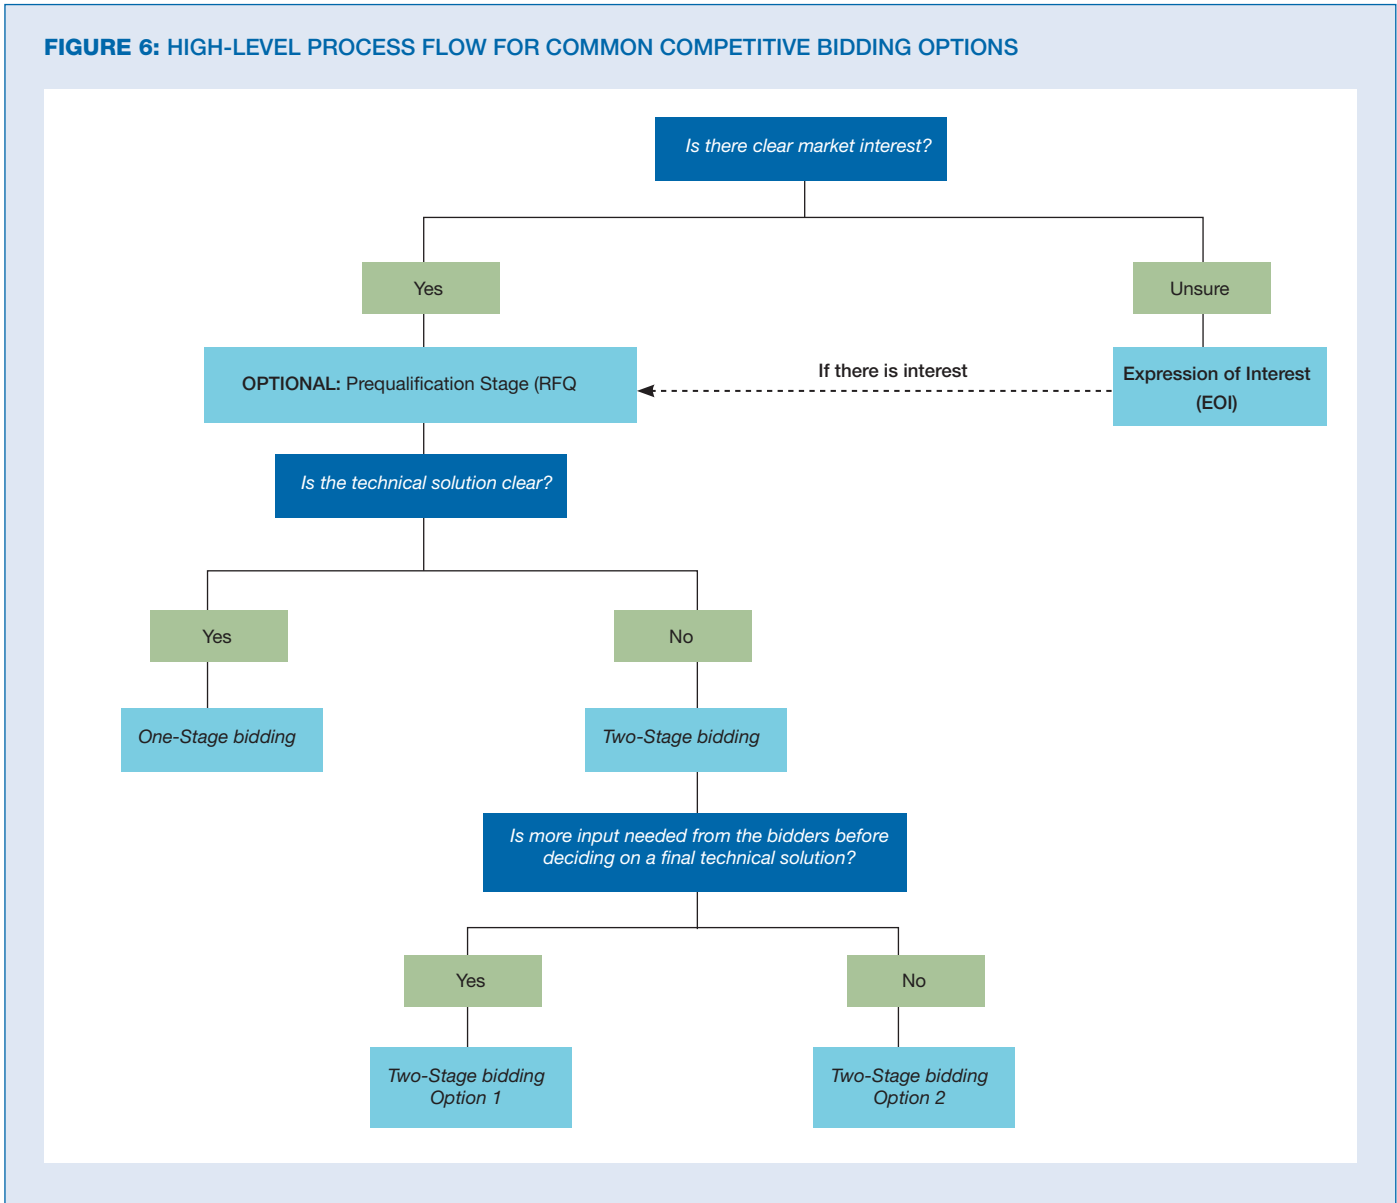 FIGURE 6: HIGH-LEVEL PROCESS FLOW FOR COMMON COMPETITIVE BIDDING OPTIONS
Is there clear market interest?
Yes
Unsure
OPTIONAL: Prequalification Stage (RFQ
If there is interest
Expression of Interest
(EOI)
Is the technical solution clear?
Yes
No
One-Stage bidding
Two-Stage bidding
Is more input needed from the bidders before
deciding on a final technical solution?
Yes
No
Two-Stage bidding
Option 1
Two-Stage bidding
Option 2